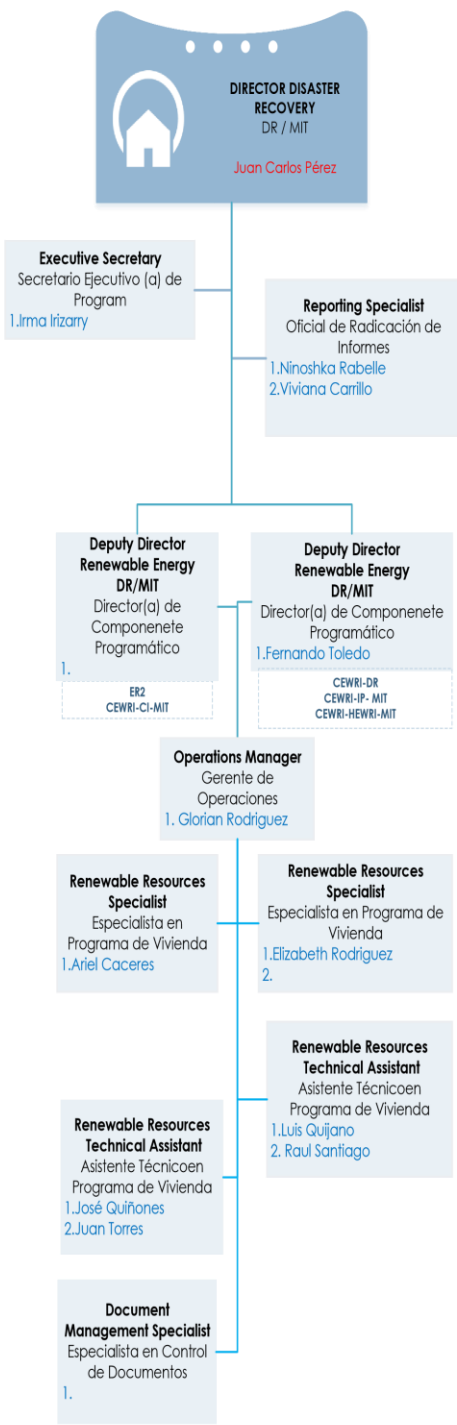 DIRECTOR DISASTER
RECOVERY
DR / MIT
Juan Carlos Pérez
Executive Secretary
Secretario Ejecutivo (a) de
Program
1.Irma Irizarry
Reporting Specialist
Oficial de Radicación de
Informes
1.Ninoshka Rabelle
2.Viviana Carrillo
Deputy Director
Renewable Energy
DR/MIT
Director(a) de
Componenete
Programático
1.
ER2
CEWRI-CI-MIT
Deputy Director
Renewable Energy
DR/MIT
Director(a) de Componenete
Programático
1.Fernando Toledo
CEWRI-DR
CEWRI-IP- MIT
CEWRI-HEWRI-MIT
Operations Manager
Gerente de
Operaciones
1. Glorian Rodriguez
Renewable Resources
Specialist
Especialista en
Programa de Vivienda
1.Ariel Caceres
Renewable Resources
Specialist
Especialista en Programa de
Vivienda
1.Elizabeth Rodriguez
2.
Renewable Resources
Technical Assistant
Asistente Técnicoen
Programa de Vivienda
1.Luis Quijano
2. Raul Santiago
Renewable Resources
Technical Assistant
Asistente Técnicoen
Programa de Vivienda
1.José Quiñones
2.Juan Torres
Document
Management Specialist
Especialista en Control
de Documentos
1.